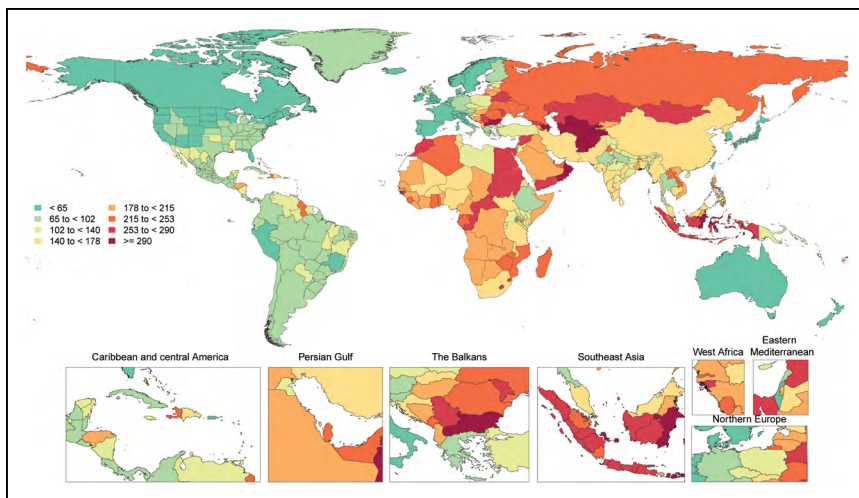 < 65
65 to < 102
102 to < 140
140 to < 178
178 to < 215
215 to < 253
253 to < 290
>= 290
Caribbean and central America
Persian Gulf
The Balkans
Southeast Asia
West Africa
Eastern
Mediterranean
Northern Europe